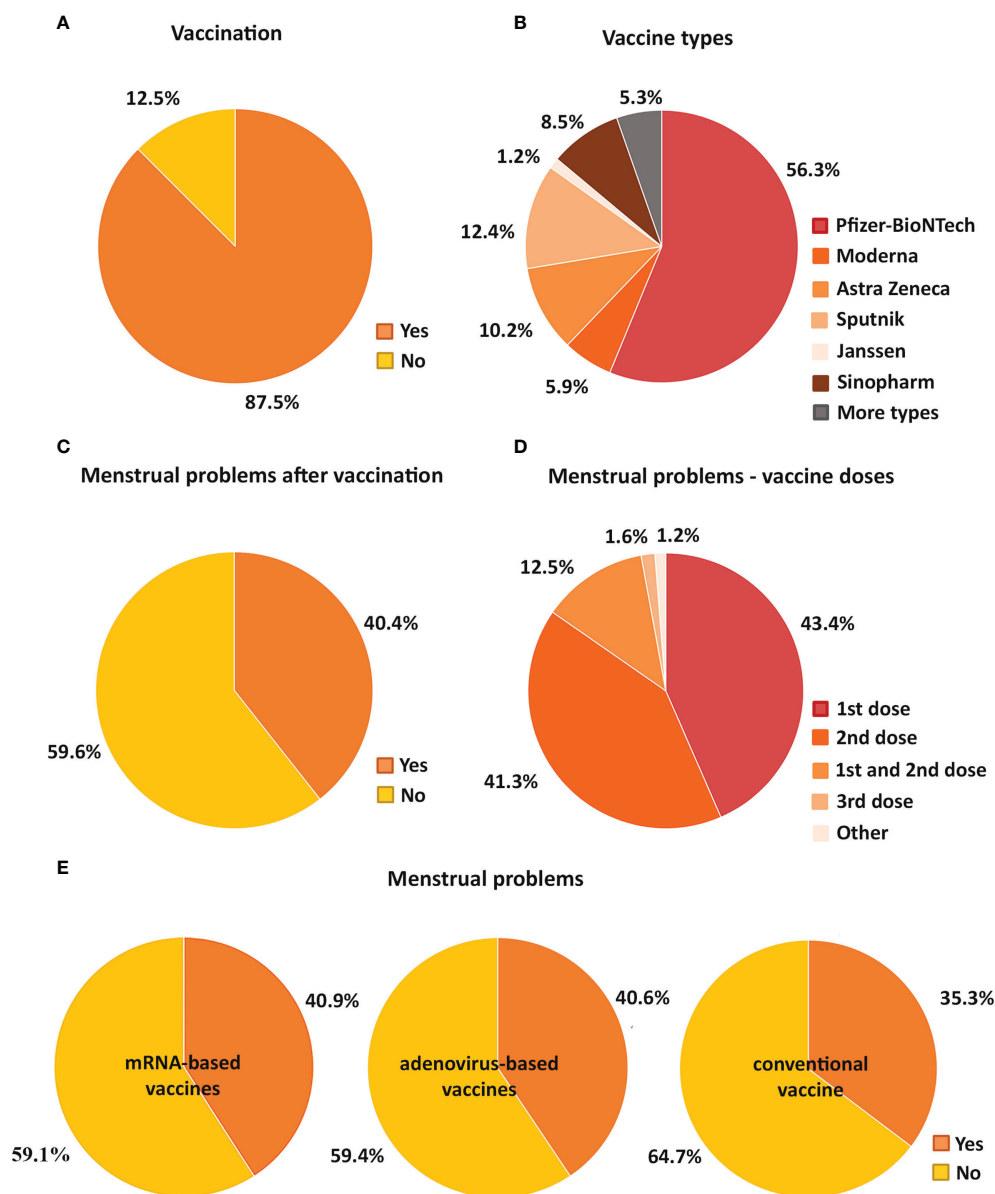 A
Vaccination
12.5%
Yes
No
87.5%
B
Vaccine types
5.3%
8.5%
1.2%
56.3%
12.4%
10.2%
5.9%
Pfizer-BioNTech
Moderna
Astra Zeneca
Sputnik
Janssen
Sinopharm
More types
C
Menstrual problems after vaccination
40.4%
59.6%
Yes
No
D
Menstrual problems - vaccine doses
1.6%
1.2%
12.5%
43.4%
41.3%
1st dose
2nd dose
1st and 2nd dose
3rd dose
Other
E
Menstrual problems
40.9%
mRNA-based
vaccines
59.1%
40.6%
adenovirus-based
vaccines
59.4%
35.3%
conventional
vaccine
64.7%
Yes
No